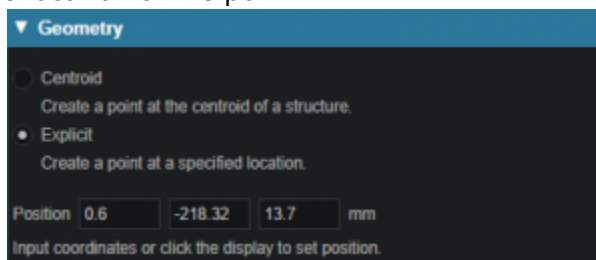 ▼ Geometry
Centroid
Create a point at the centroid of a structure.
Explicit
Create a point at a specified location.
Position 0.6 -218.32 13.7 mm
Input coordinates or click the display to set position.